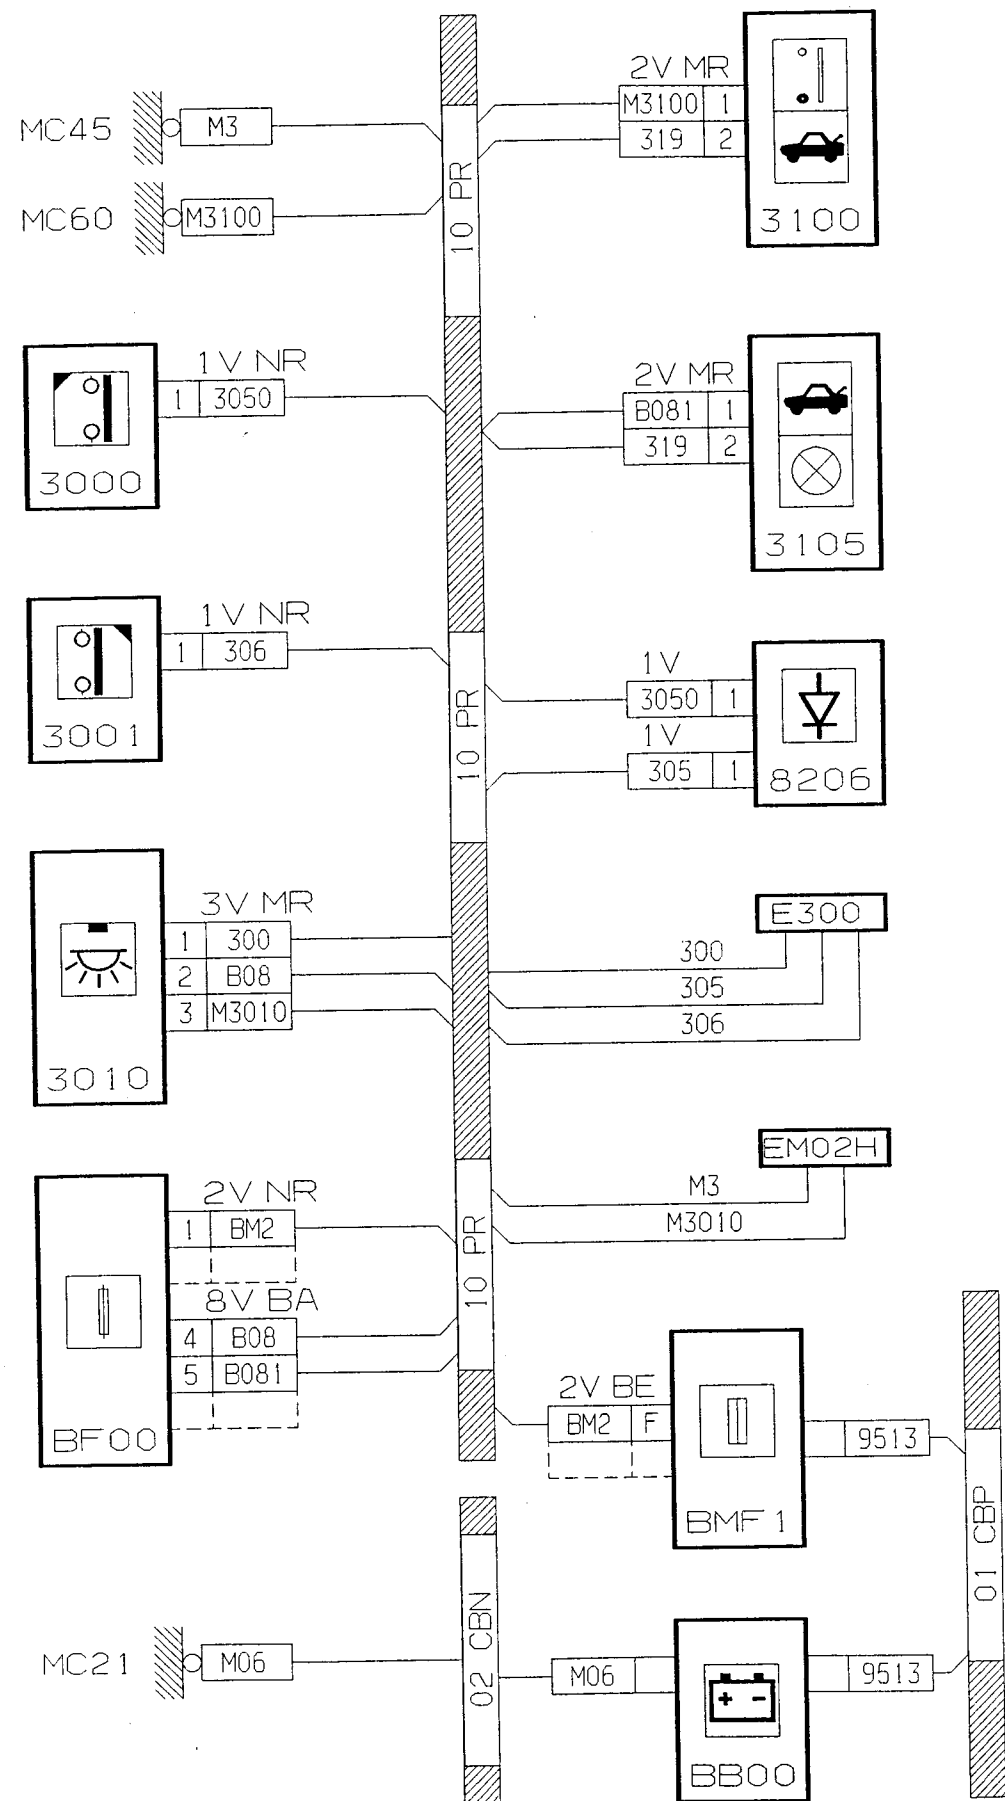 2V MR
M3100 1
319 2
3100
MC45 M3
MC60 M3100
10 PR
1V NR
1 3050
3000
2V MR
B081 1
319 2
3105
1V NR
1 306
3001
10 PR
1V
3050 1
1V
305 1
8206
3V MR
1 300
2 B08
3 M3010
3010
E300
300
305
306
EM02H
M3
M3010
2V NR
1 BM2
8V BA
4 B08
5 B081
BF00
10 PR
2V BE
BM2 F
9513
BMF1
01 CBP
MC21 M06
02 CBN
M06
9513
+ -
BB00